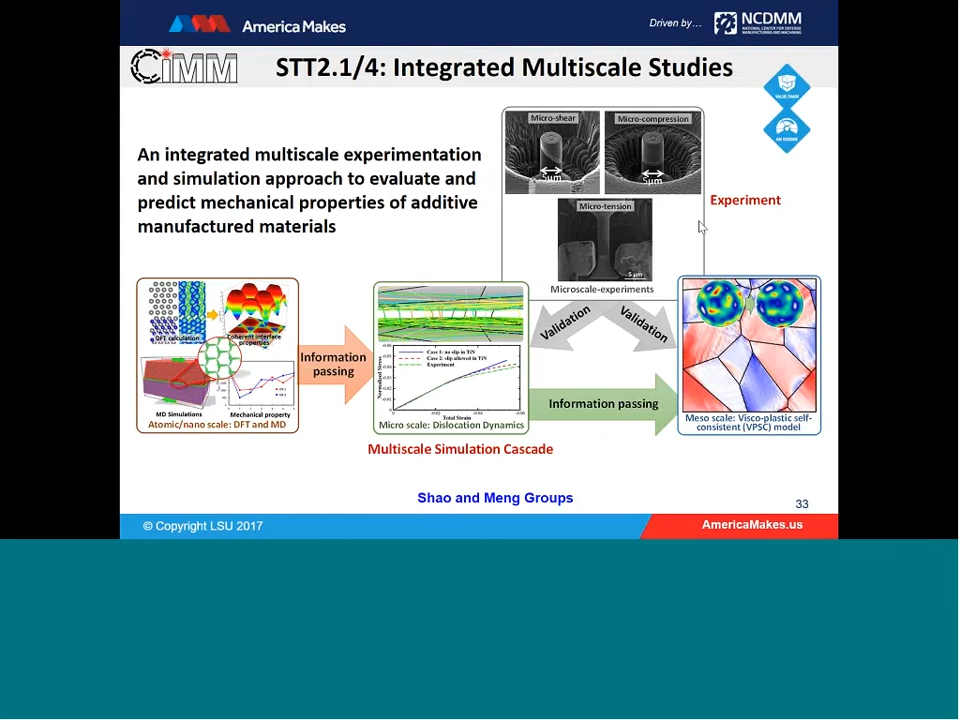 America Makes
Driven by…
NCDMM
NATIONAL CENTER FOR DEFENSE
MANUFACTURING AND MACHINING
CiMM
STT2.1/4: Integrated Multiscale Studies
VALUE CHAIN
An integrated multiscale experimentation
and simulation approach to evaluate and
predict mechanical properties of additive
manufactured materials
Micro-shear
Micro-compression
5μm
5μm
Micro-tension
5 μm
Microscale-experiments
Experiment
Validation
Validation
DFT calculation
Coherent interface
properties
MD Simulations
Mechanical property
Atomic/nano scale: DFT and MD
Information
passing
Case 1: no slip in TiN
Case 2: slip allowed in TiN
Experiment
Normalized Stress
Total Strain
Micro scale: Dislocation Dynamics
Information passing
Meso scale: Visco-plastic self-
consistent (VPSC) model
Multiscale Simulation Cascade
Shao and Meng Groups
33
© Copyright LSU 2017
AmericaMakes.us